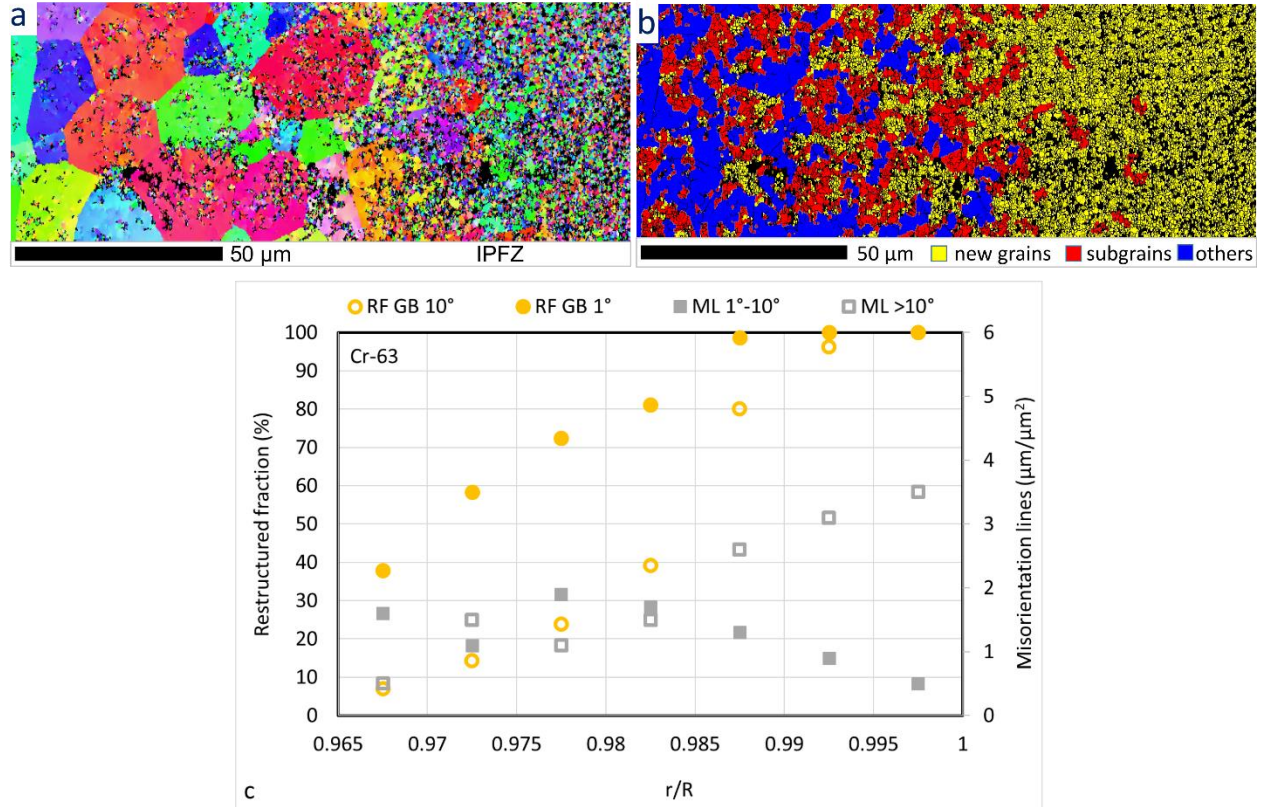 a
50 µm
IPFZ
b
50 µm new grains subgrains others
RF GB 10° RF GB 1° ML 1°-10° ML >10°
Cr-63
Restructured fraction (%)
100
90
80
70
60
50
40
30
20
10
0
6
5
4
3
2
1
0
Misorientation lines (µm/µm²)
0.965 0.97 0.975 0.98 0.985 0.99 0.995 1
r/R
c